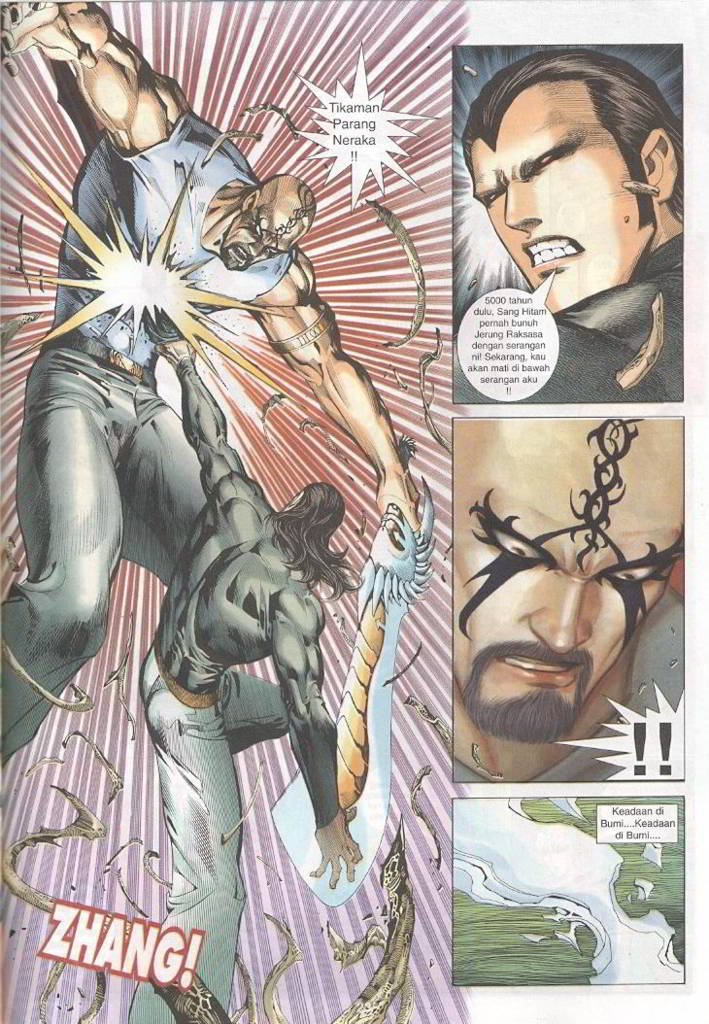 Tikaman
Parang
Neraka
!!
5000 tahun
dulu, Sang Hitam
pernah bunuh
Jerung Raksasa
dengan serangan
ni! Sekarang, kau
akan mati di bawah
serangan aku
!!
!!
Keadaan di
Bumi....Keadaan
di Bumi....
ZHANG!